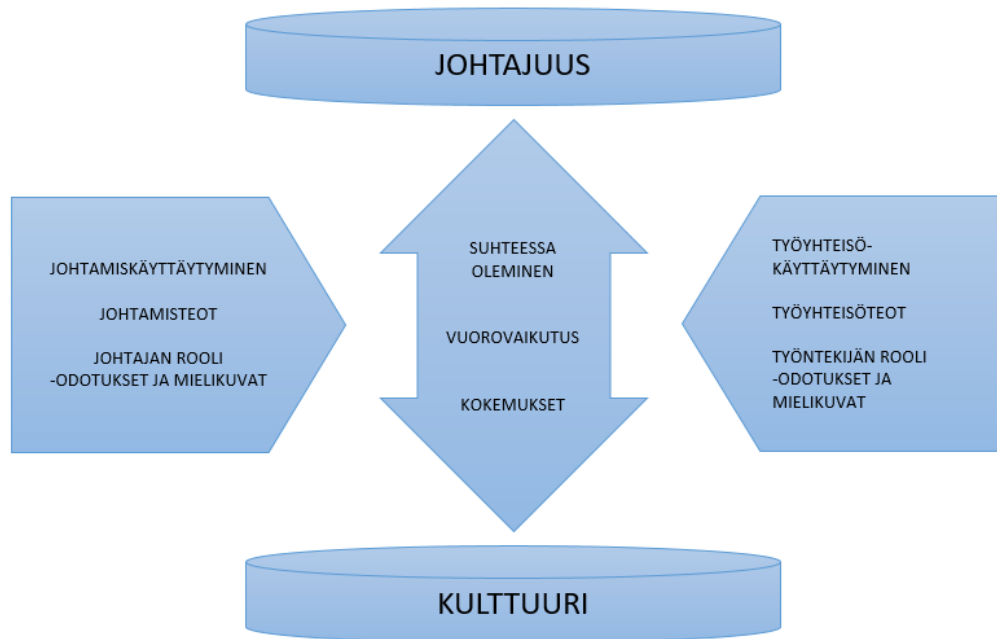 JOHTAJUUS
JOHTAMISKÄYTTÄYTYMINEN
JOHTAMISTEOT
JOHTAJAN ROOLI
-ODOTUKSET JA MIELIKUVAT
SUHTEESSA
OLEMINEN
VUOROVAIKUTUS
KOKEMUKSET
TYÖYHTEISÖ-
KÄYTTÄYTYMINEN
TYÖYHTEISÖTEOT
TYÖNTEKIJÄN ROOLI
-ODOTUKSET JA
MIELIKUVAT
KULTTUURI